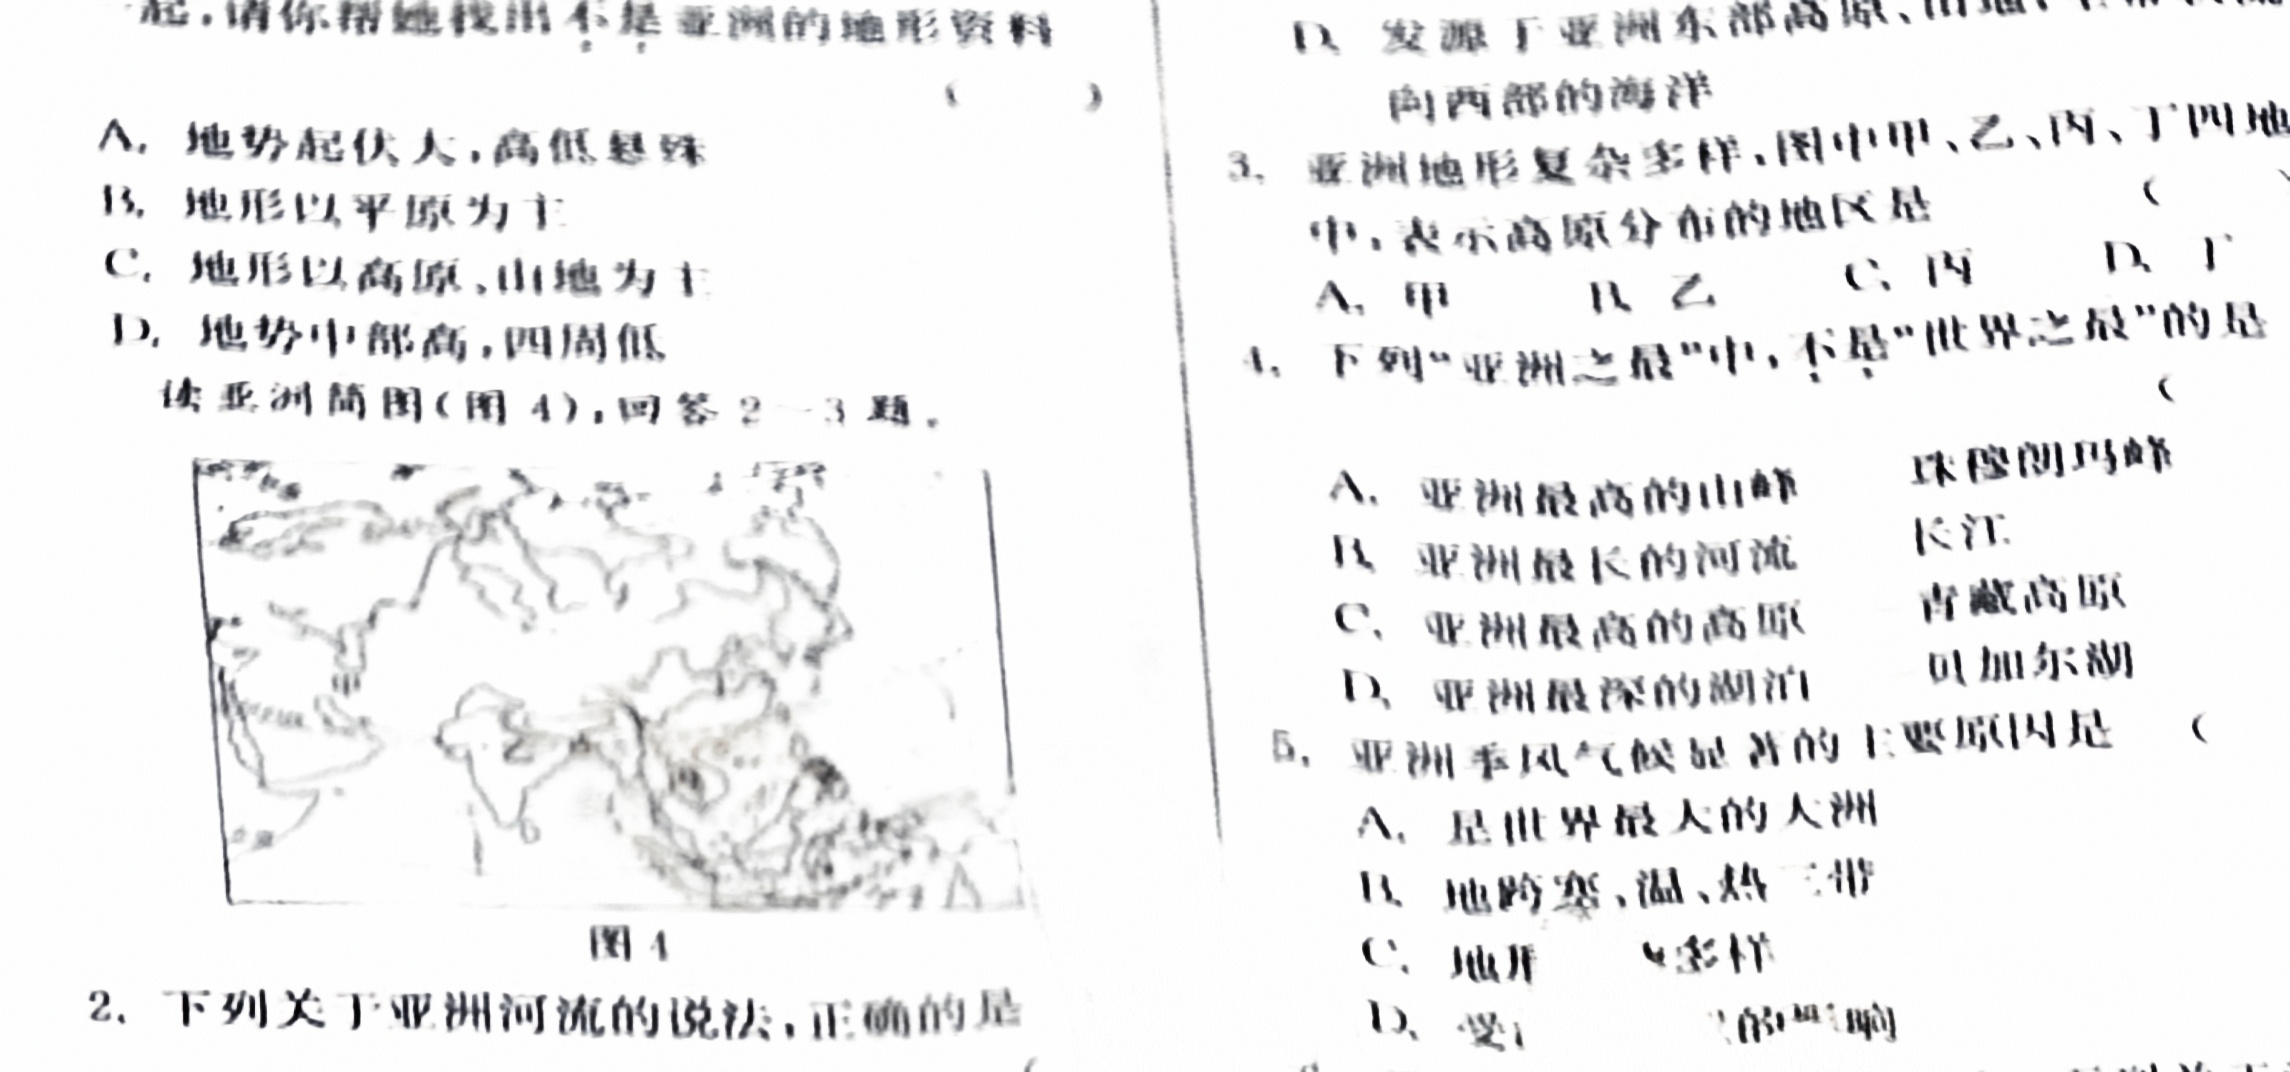 起,请你帮她找出不是亚洲的地形资料
( )
A. 地势起伏大,高低悬殊
B. 地形以平原为主
C. 地形以高原、山地为主
D. 地势中部高,四周低
读亚洲简图(图 4),回答 2—3 题。
图 4
2. 下列关于亚洲河流的说法,正确的是
(
D. 发源于亚洲东部高原、山地,
向西部的海洋
3. 亚洲地形复杂多样,图中甲、乙、丙、丁四地
中,表示高原分布的地区是 ( )
A. 甲 B. 乙 C. 丙 D. 丁
4. 下列“亚洲之最”中,不是“世界之最”的是
(
A. 亚洲最高的山峰 珠穆朗玛峰
B. 亚洲最长的河流 长江
C. 亚洲最高的高原 青藏高原
D. 亚洲最深的湖泊 贝加尔湖
5. 亚洲季风气候显著的主要原因是 (
A. 是世界最大的大洲
B. 地跨寒、温、热三带
C. 地形 多样
D. 受 的 影响